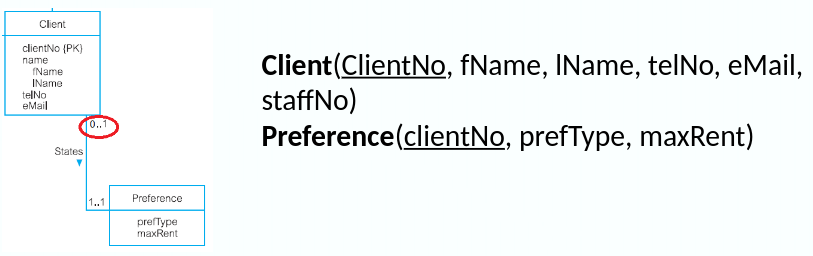 Client
clientNo {PK}
name
fName
lName
telNo
eMail
0..1
States
1..1
Preference
prefType
maxRent
Client(ClientNo, fName, lName, telNo, eMail,
staffNo)
Preference(clientNo, prefType, maxRent)